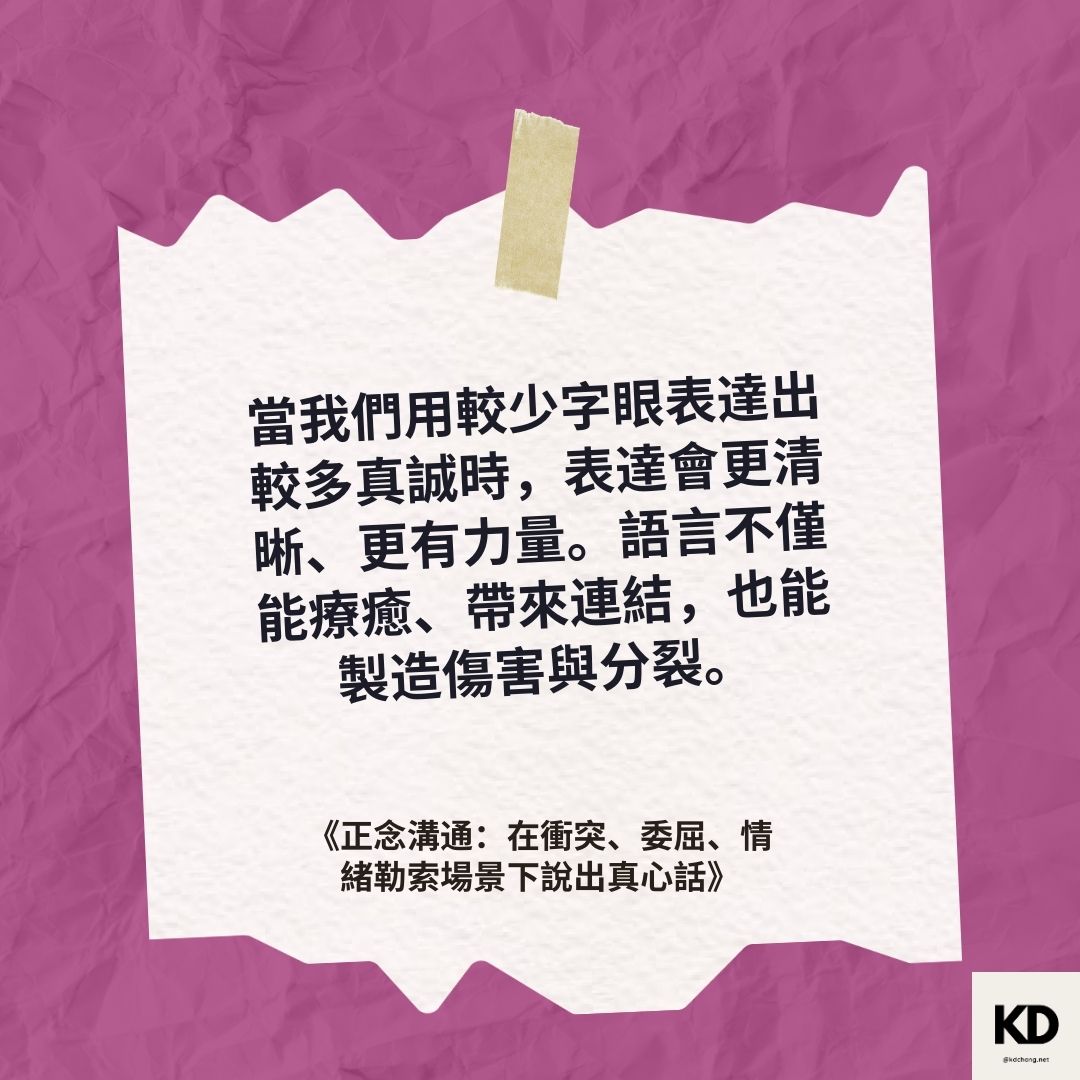 當我們用較少字眼表達出
較多真誠時，表達會更清
晰、更有力量。語言不僅
能療癒、帶來連結，也能
製造傷害與分裂。
《正念溝通：在衝突、委屈、情
緒勒索場景下說出真心話》
KD
@kdchong.net